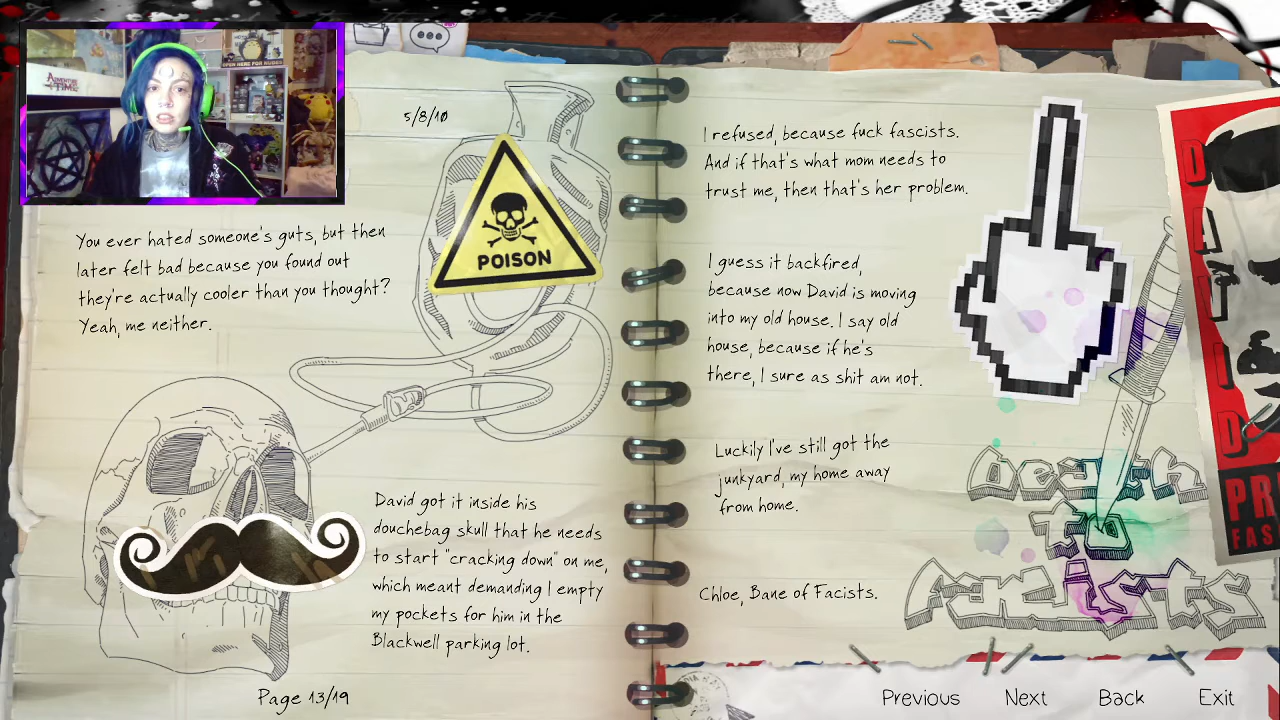 ADVENTURE
TIME
5/8/10
POISON
You ever hated someone's guts, but then
later felt bad because you found out
they're actually cooler than you thought?
Yeah, me neither.
David got it inside his
douchebag skull that he needs
to start "cracking down" on me,
which meant demanding I empty
my pockets for him in the
Blackwell parking lot.
Page 13/19
I refused, because fuck fascists.
And if that's what mom needs to
trust me, then that's her problem.
I guess it backfired,
because now David is moving
into my old house. I say old
house, because if he's
there, I sure as shit am not.
Luckily I've still got the
junkyard, my home away
from home.
Chloe, Bane of Facists.
Death
To
DAVID
PR
FAS
Previous Next Back Exit